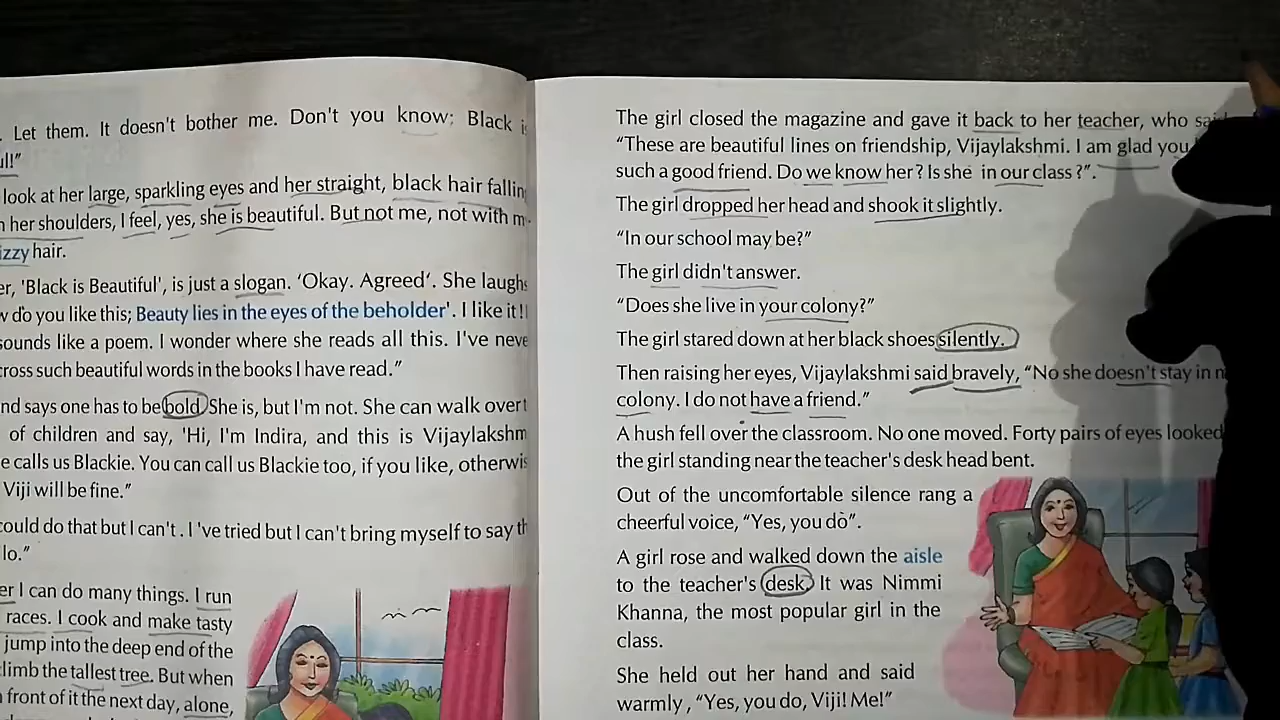 . Let them. It doesn't bother me. Don't you know; Black
ul!"
look at her large, sparkling eyes and her straight, black hair fallin
her shoulders, I feel, yes, she is beautiful. But not me, not with m
izzy hair.
er, 'Black is Beautiful', is just a slogan. 'Okay. Agreed'. She laughs
w do you like this; Beauty lies in the eyes of the beholder'. I like it!
sounds like a poem. I wonder where she reads all this. I've neve
cross such beautiful words in the books I have read."
nd says one has to be bold She is, but I'm not. She can walk over t
of children and say, 'Hi, I'm Indira, and this is Vijaylakshm
e calls us Blackie. You can call us Blackie too, if you like, otherwis
Viji will be fine."
could do that but I can't. I 've tried but I can't bring myself to say th
lo."
er I can do many things. I run
races. I cook and make tasty
jump into the deep end of the
limb the tallest tree. But when
front of it the next day, alone,
The girl closed the magazine and gave it back to her teacher, who sai
"These are beautiful lines on friendship, Vijaylakshmi. I am glad you
such a good friend. Do we know her? Is she in our class?".
The girl dropped her head and shook it slightly.
"In our school may be?"
The girl didn't answer.
"Does she live in your colony?"
The girl stared down at her black shoes silently.
Then raising her eyes, Vijaylakshmi said bravely, "No she doesn't stay in m
colony. I do not have a friend."
A hush fell over the classroom. No one moved. Forty pairs of eyes looked
the girl standing near the teacher's desk head bent.
Out of the uncomfortable silence rang a
cheerful voice, "Yes, you do".
A girl rose and walked down the aisle
to the teacher's desk. It was Nimmi
Khanna, the most popular girl in the
class.
She held out her hand and said
warmly, "Yes, you do, Viji! Me!"